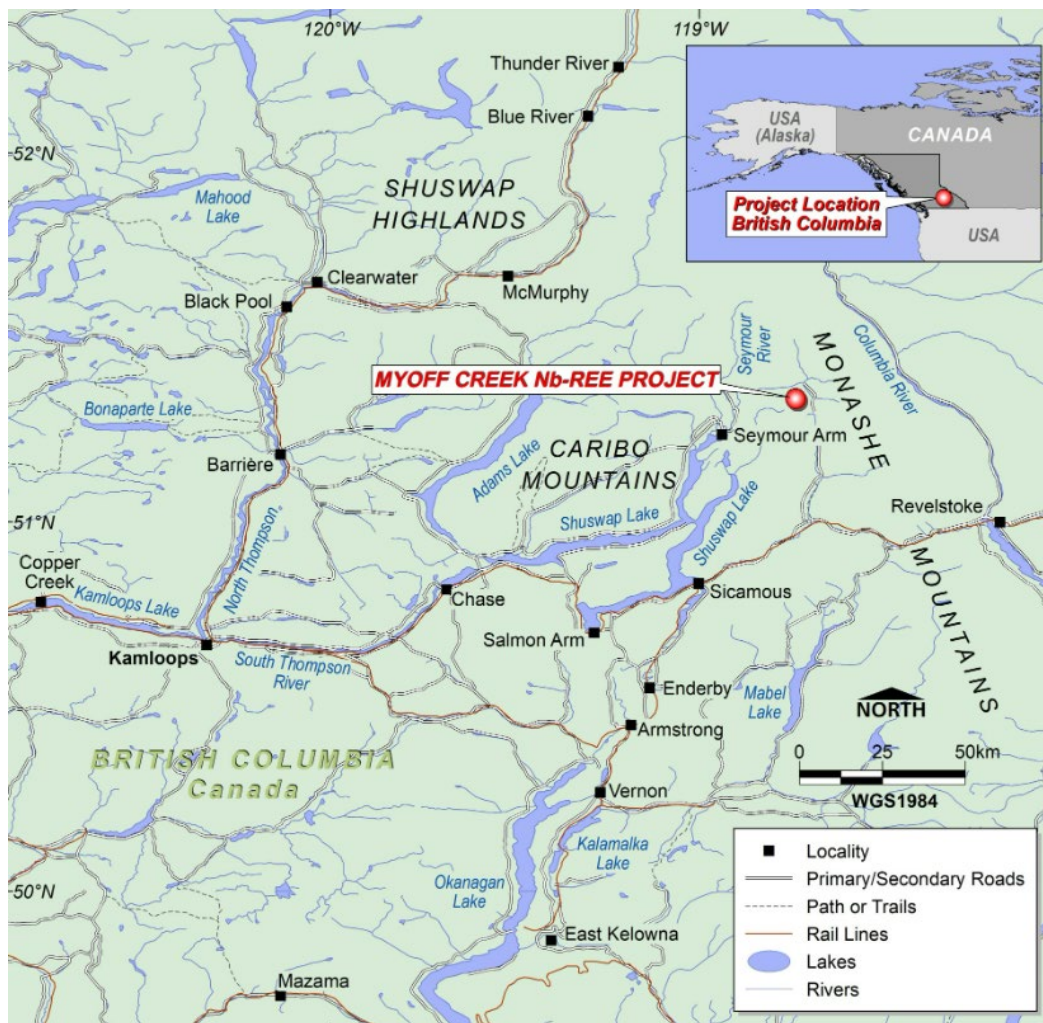 120°W
119°W
Thunder River
Blue River
52°N
USA
(Alaska)
CANADA
Project Location
British Columbia
USA
Mahood
Lake
SHUSWAP
HIGHLANDS
Clearwater
McMurphy
Black Pool
Seymour
River
Columbia River
MONASHE
MOUNTAINS
MYOFF CREEK Nb-REE PROJECT
Bonaparte Lake
Barrière
Adams Lake
CARIBO
MOUNTAINS
Seymour Arm
Shuswap Lake
Shuswap Lake
Revelstoke
51°N
Copper
Creek
Kamloops Lake
North Thompson
Chase
Sicamous
Kamloops
South Thompson
River
Salmon Arm
Enderby
Mabel
Lake
Armstrong
NORTH
0 25 50km
WGS1984
BRITISH COLUMBIA
Canada
Vernon
Kalamalka
Lake
50°N
Okanagan
Lake
East Kelowna
Mazama
Locality
Primary/Secondary Roads
Path or Trails
Rail Lines
Lakes
Rivers